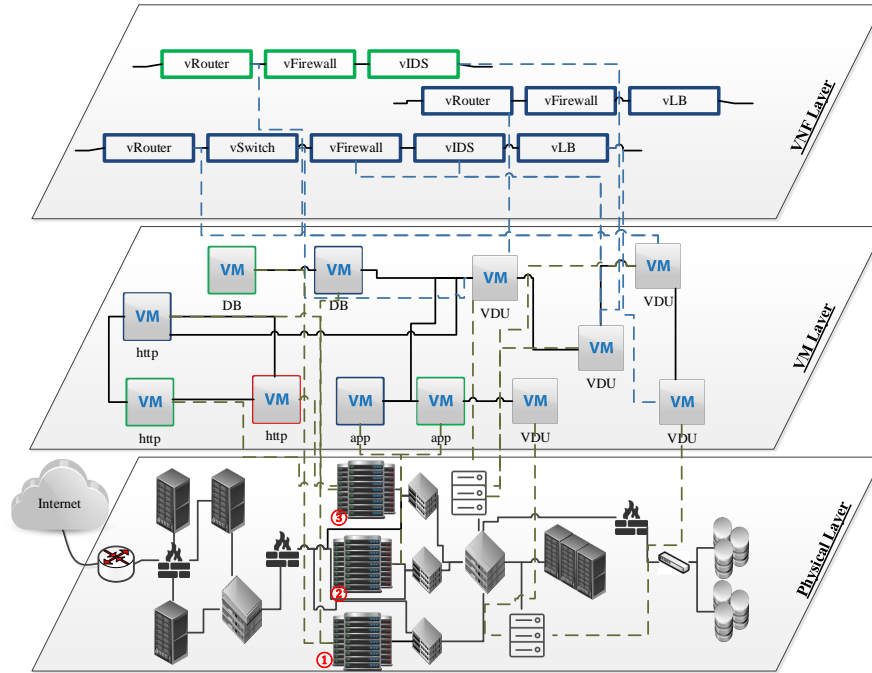 vRouter vFirewall vIDS
vRouter vFirewall vLB
vRouter vSwitch vFirewall vIDS vLB
VNF Layer
VM VM VM VM
DB DB VDU VDU
VM VM
http VDU
VM VM VM VM VM VM
http http app app VDU VDU
VM Layer
Internet
③
②
①
Physical Layer